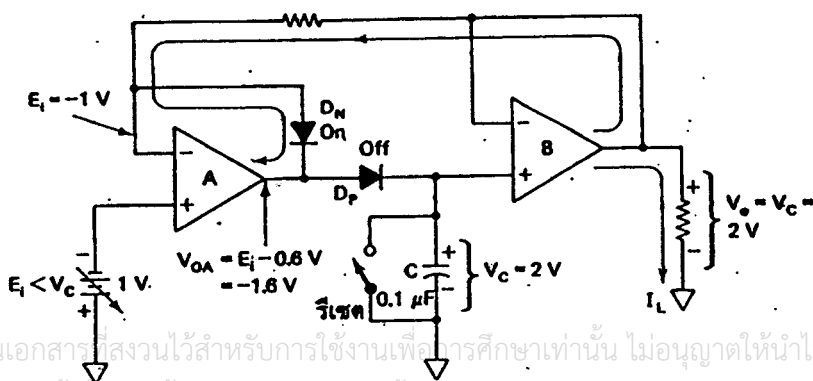 Eᵢ = −1 V
D_N
On
−
A
+
Off
D_P
−
B
+
+
V_o = V_C =
2 V
−
V_OA = Eᵢ − 0.6 V
= −1.6 V
−
Eᵢ < V_C
1 V.
+
รีเซต
C
0.1 μF
+
−
V_C = 2 V
I_L
นเอกสารที่สงวนไว้สำหรับการใช้งานเพื่อการศึกษาเท่านั้น ไม่อนุญาตให้นำไ